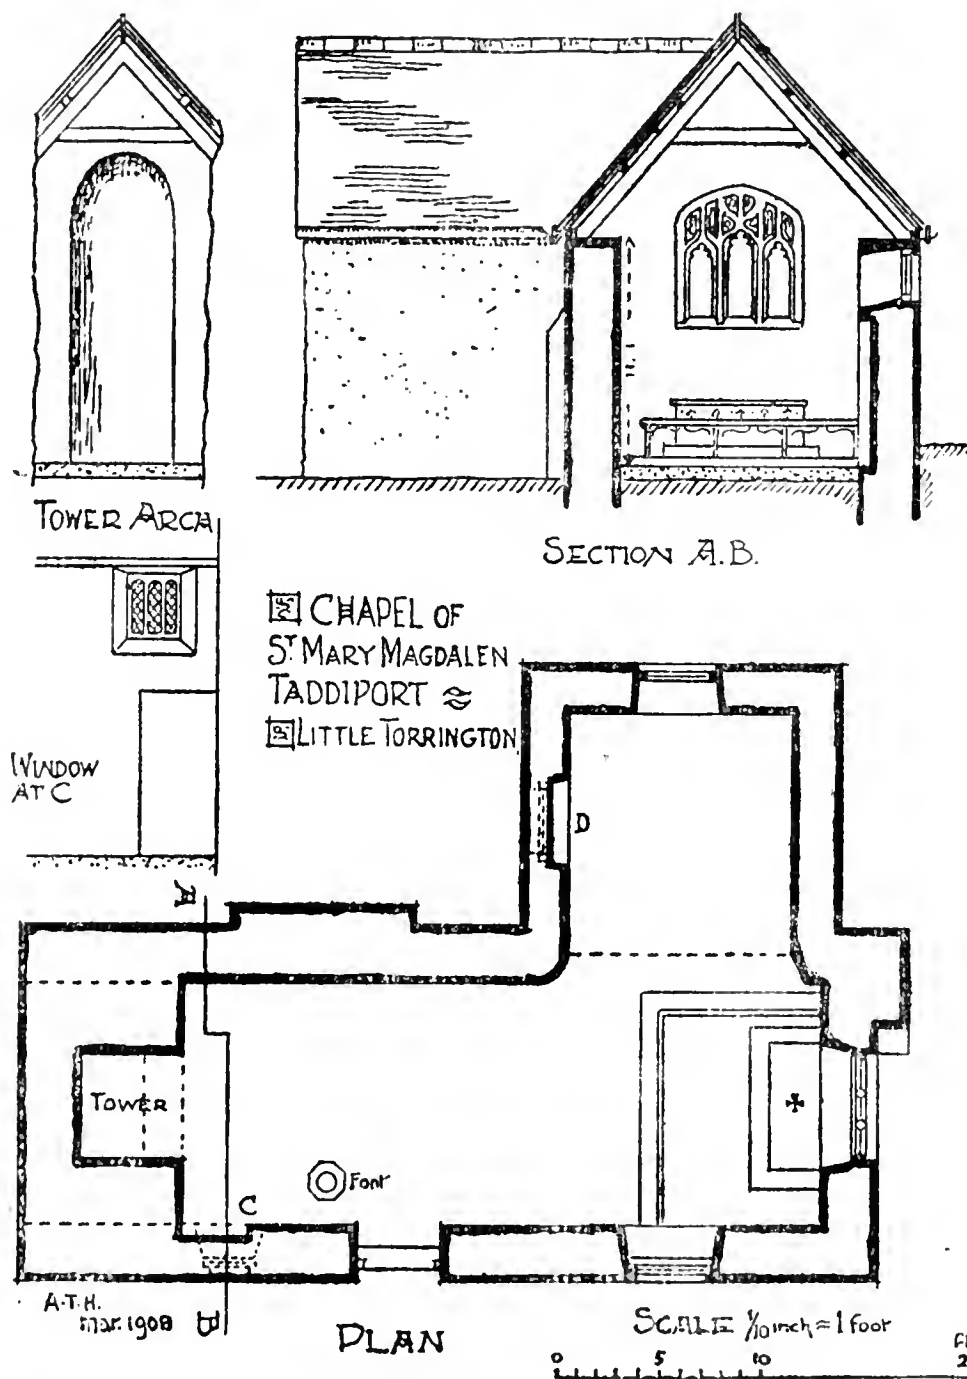 TOWER ARCH
SECTION A.B.
CHAPEL OF
ST MARY MAGDALEN
TADDIPORT
LITTLE TORRINGTON
WINDOW
AT C
A
D
TOWER
Font
C
A.T.H.
Mar. 1908
B
PLAN
SCALE 1/10 inch = 1 foot
0 5 10